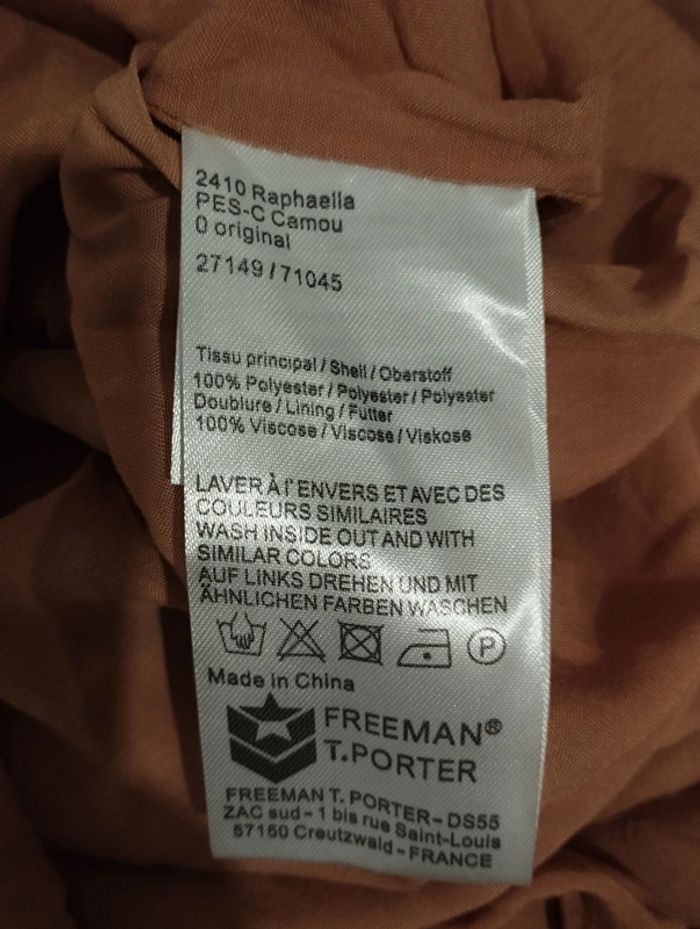 2410 Raphaella
PES-C Camou
0 original
27149/71045
Tissu principal / Shell / Oberstoff
100% Polyester / Polyester / Polyester
Doublure / Lining / Futter
100% Viscose / Viscose / Viskose
LAVER À l'ENVERS ET AVEC DES
COULEURS SIMILAIRES
WASH INSIDE OUT AND WITH
SIMILAR COLORS
AUF LINKS DREHEN UND MIT
ÄHNLICHEN FARBEN WASCHEN
P
Made in China
FREEMAN®
T.PORTER
FREEMAN T. PORTER - DS55
ZAC sud - 1 bis rue Saint-Louis
57150 Creutzwald - FRANCE